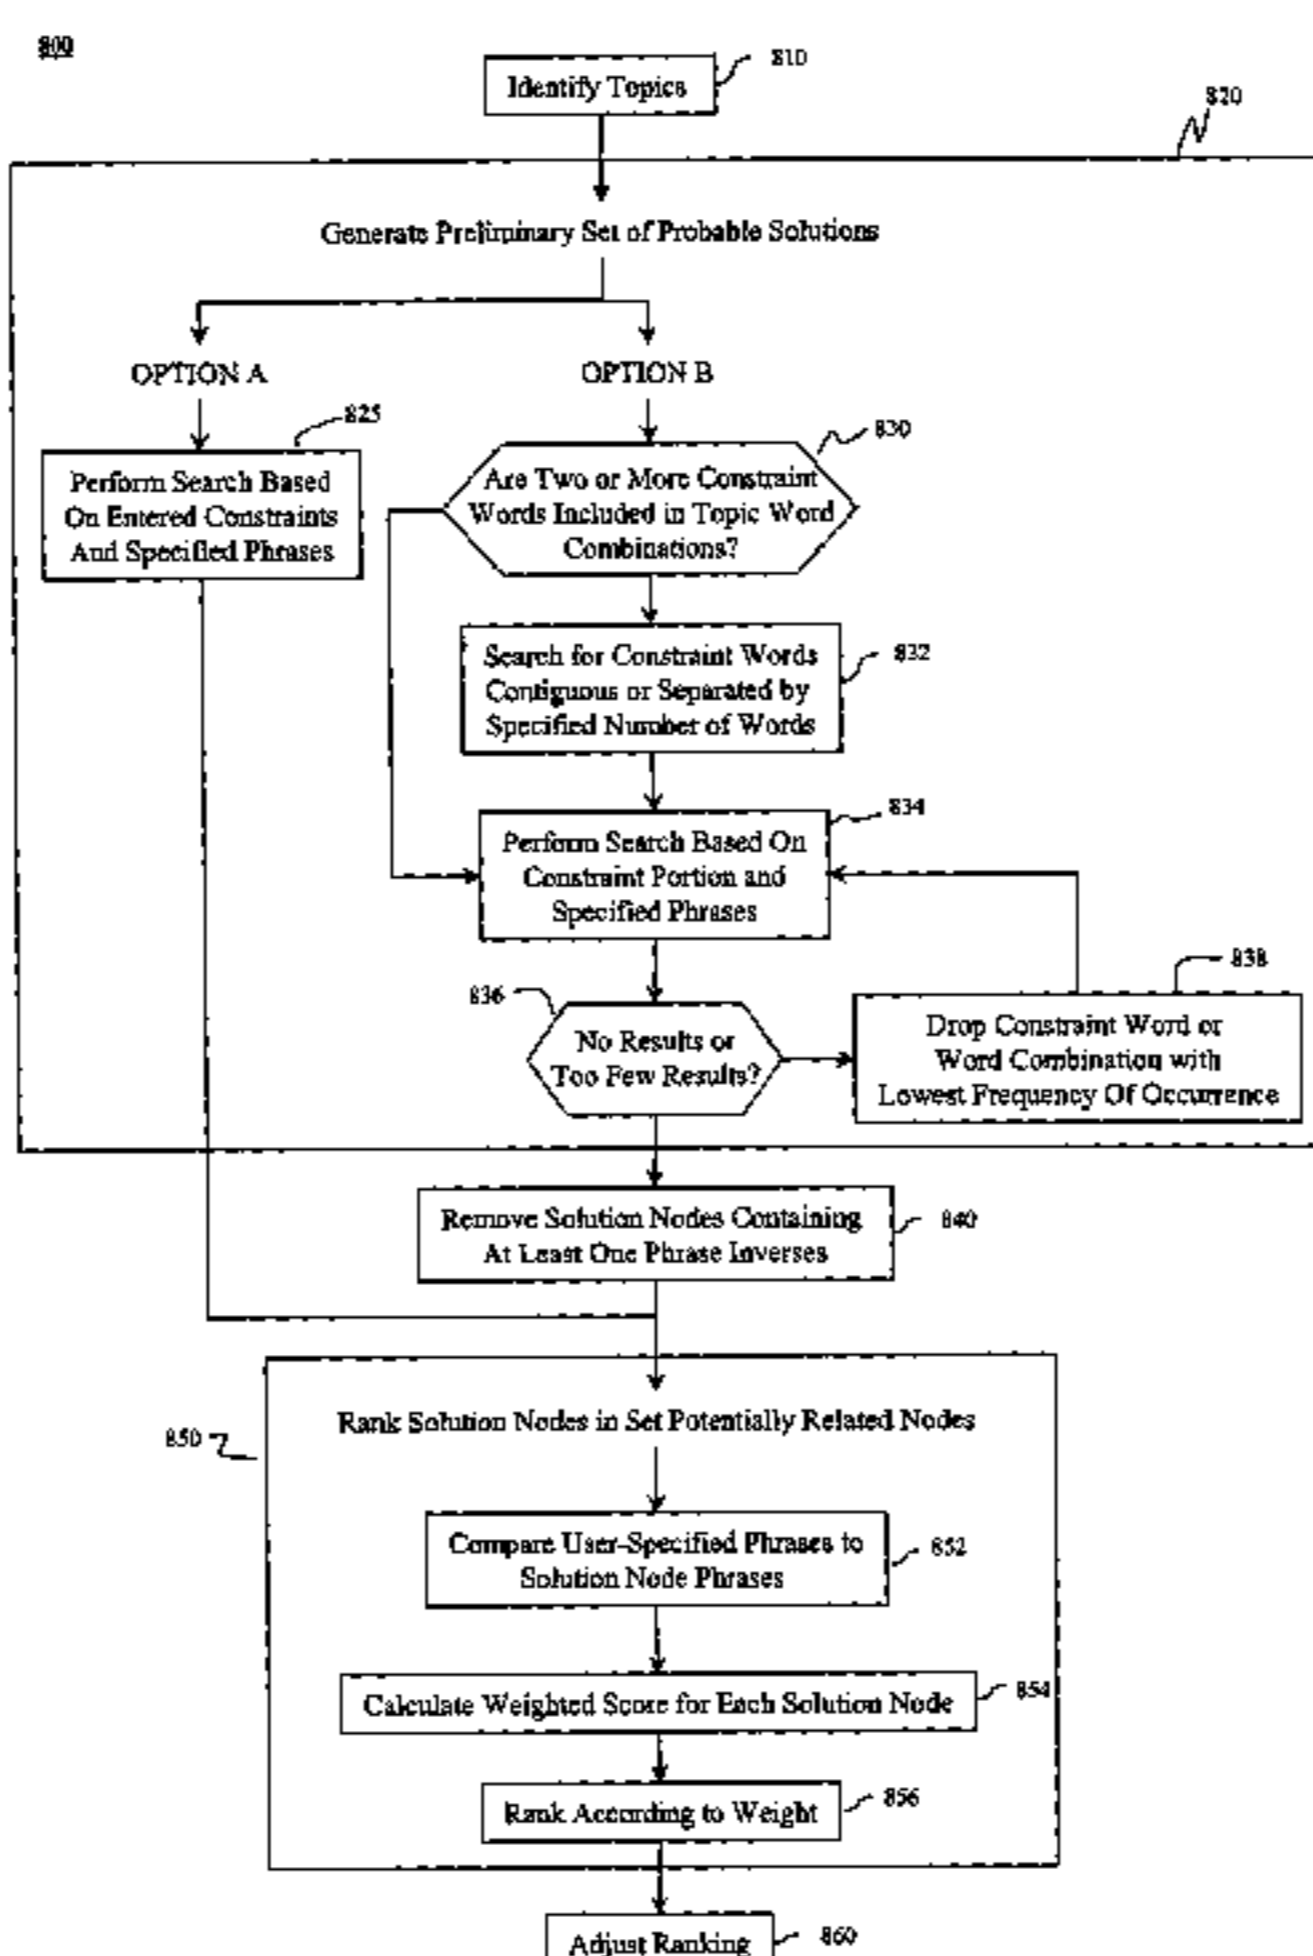 800
Identify Topics
810
820
Generate Preliminary Set of Probable Solutions
OPTION A
OPTION B
825
Perform Search Based
On Entered Constraints
And Specified Phrases
830
Are Two or More Constraint
Words Included in Topic Word
Combinations?
Search for Constraint Words
Contiguous or Separated by
Specified Number of Words
832
834
Perform Search Based On
Constraint Portion and
Specified Phrases
836
No Results or
Too Few Results?
838
Drop Constraint Word or
Word Combination with
Lowest Frequency Of Occurrence
Remove Solution Nodes Containing
At Least One Phrase Inverses
840
850
Rank Solution Nodes in Set Potentially Related Nodes
Compare User-Specified Phrases to
Solution Node Phrases
852
Calculate Weighted Score for Each Solution Node
854
Rank According to Weight
856
Adjust Ranking
860